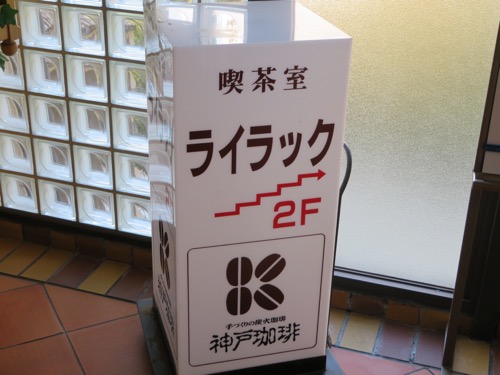 喫茶室
ライラック
2F
手づくりの炭火珈琲
神戸珈琲